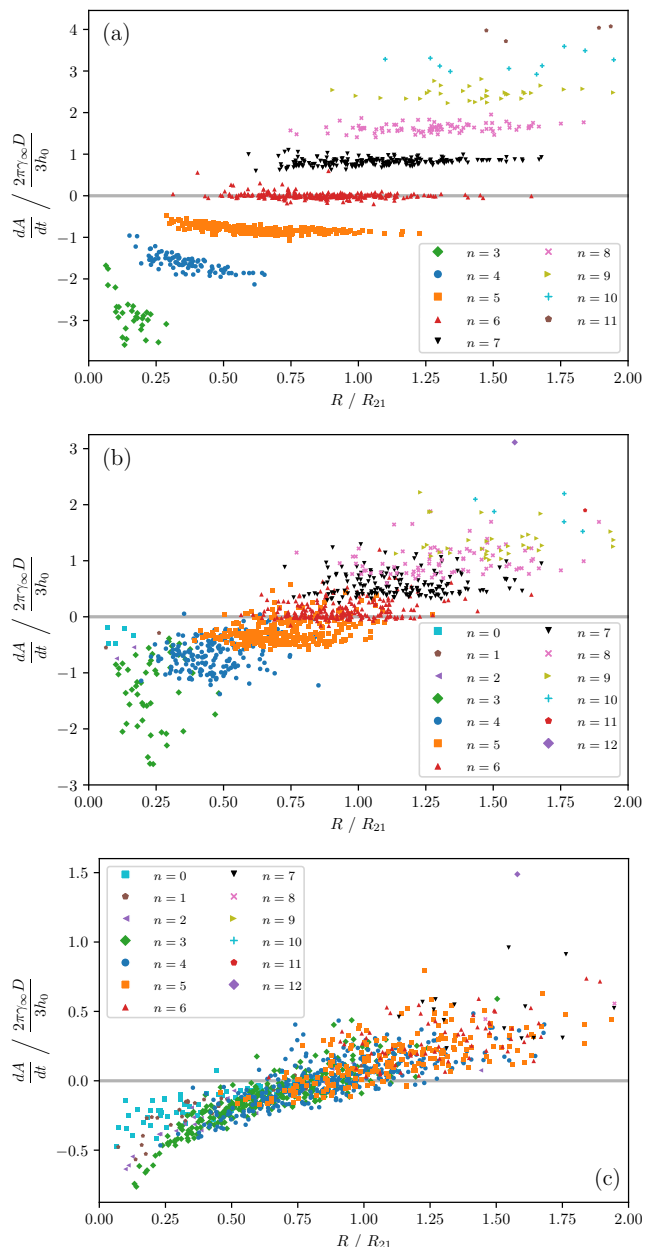 (a)
4
3
2
1
0
−1
−2
−3
dA/dt / 2πγ∞D/3h₀
n = 3
n = 4
n = 5
n = 6
n = 7
n = 8
n = 9
n = 10
n = 11
0.00 0.25 0.50 0.75 1.00 1.25 1.50 1.75 2.00
R / R₂₁
(b)
3
2
1
0
−1
−2
−3
dA/dt / 2πγ∞D/3h₀
n = 0
n = 1
n = 2
n = 3
n = 4
n = 5
n = 6
n = 7
n = 8
n = 9
n = 10
n = 11
n = 12
0.00 0.25 0.50 0.75 1.00 1.25 1.50 1.75 2.00
R / R₂₁
1.5
1.0
0.5
0.0
−0.5
dA/dt / 2πγ∞D/3h₀
n = 0
n = 1
n = 2
n = 3
n = 4
n = 5
n = 6
n = 7
n = 8
n = 9
n = 10
n = 11
n = 12
(c)
0.00 0.25 0.50 0.75 1.00 1.25 1.50 1.75 2.00
R / R₂₁